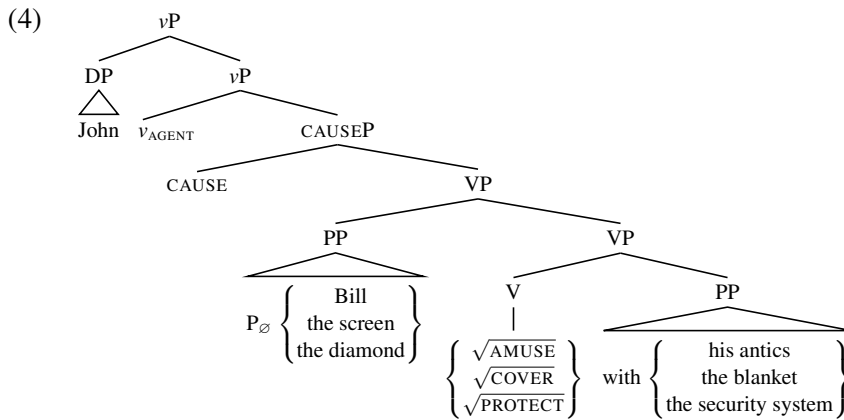 (4)
vP
DP vP
John vAGENT CAUSEP
CAUSE VP
PP VP
V PP
P∅ { Bill
the screen
the diamond }
{ √AMUSE
√COVER
√PROTECT }
with { his antics
the blanket
the security system }